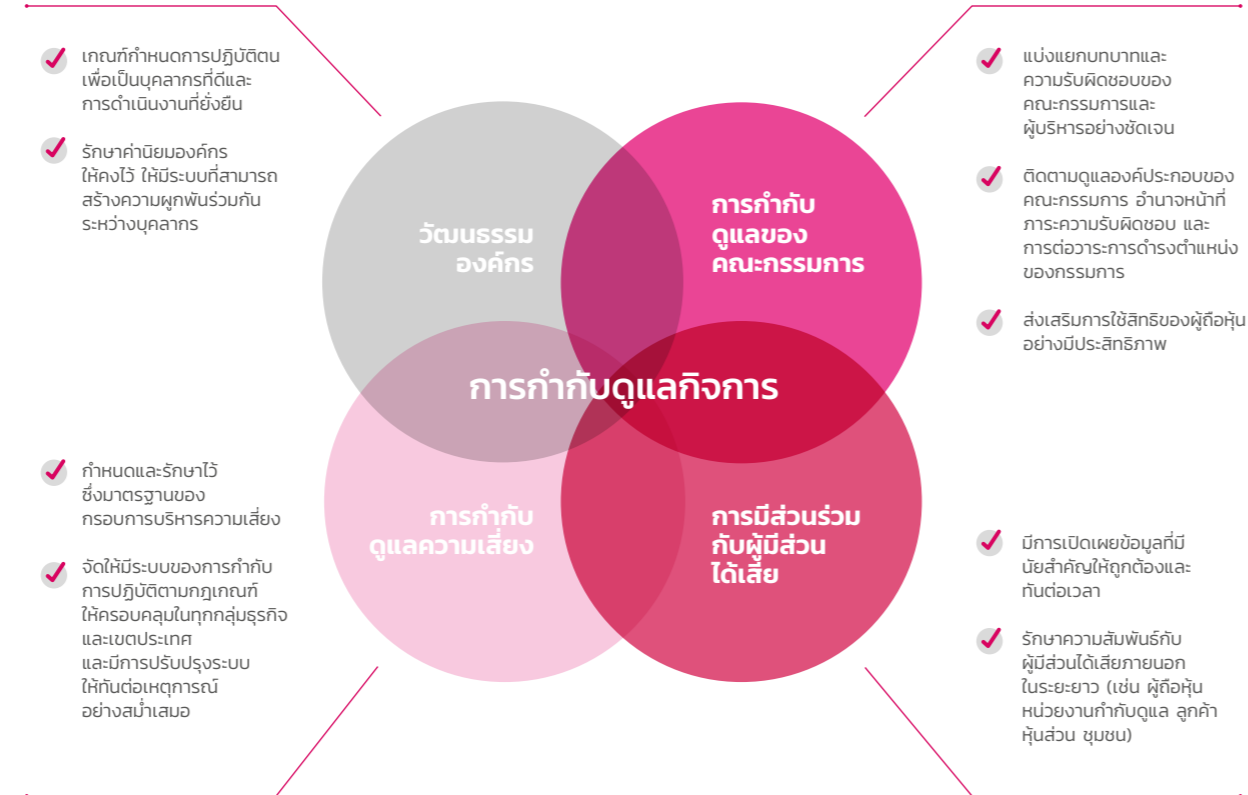 เกณฑ์กำหนดการปฏิบัติตน
เพื่อเป็นบุคลากรที่ดีและ
การดำเนินงานที่ยั่งยืน
รักษาค่านิยมองค์กร
ให้คงไว้ ให้มีระบบที่สามารถ
สร้างความผูกพันร่วมกัน
ระหว่างบุคลากร
แบ่งแยกบทบาทและ
ความรับผิดชอบของ
คณะกรรมการและ
ผู้บริหารอย่างชัดเจน
ติดตามดูแลองค์ประกอบของ
คณะกรรมการ อำนาจหน้าที่
ภาระความรับผิดชอบ และ
การต่อวาระการดำรงตำแหน่ง
ของกรรมการ
ส่งเสริมการใช้สิทธิของผู้ถือหุ้น
อย่างมีประสิทธิภาพ
วัฒนธรรม
องค์กร
การกำกับ
ดูแลของ
คณะกรรมการ
การกำกับดูแลกิจการ
การกำกับ
ดูแลความเสี่ยง
การมีส่วนร่วม
กับผู้มีส่วน
ได้เสีย
กำหนดและรักษาไว้
ซึ่งมาตรฐานของ
กรอบการบริหารความเสี่ยง
จัดให้มีระบบของการกำกับ
การปฏิบัติตามกฎเกณฑ์
ให้ครอบคลุมในทุกกลุ่มธุรกิจ
และเขตประเทศ
และมีการปรับปรุงระบบ
ให้ทันต่อเหตุการณ์
อย่างสม่ำเสมอ
มีการเปิดเผยข้อมูลที่มี
นัยสำคัญให้ถูกต้องและ
ทันต่อเวลา
รักษาความสัมพันธ์กับ
ผู้มีส่วนได้เสียภายนอก
ในระยะยาว (เช่น ผู้ถือหุ้น
หน่วยงานกำกับดูแล ลูกค้า
หุ้นส่วน ชุมชน)